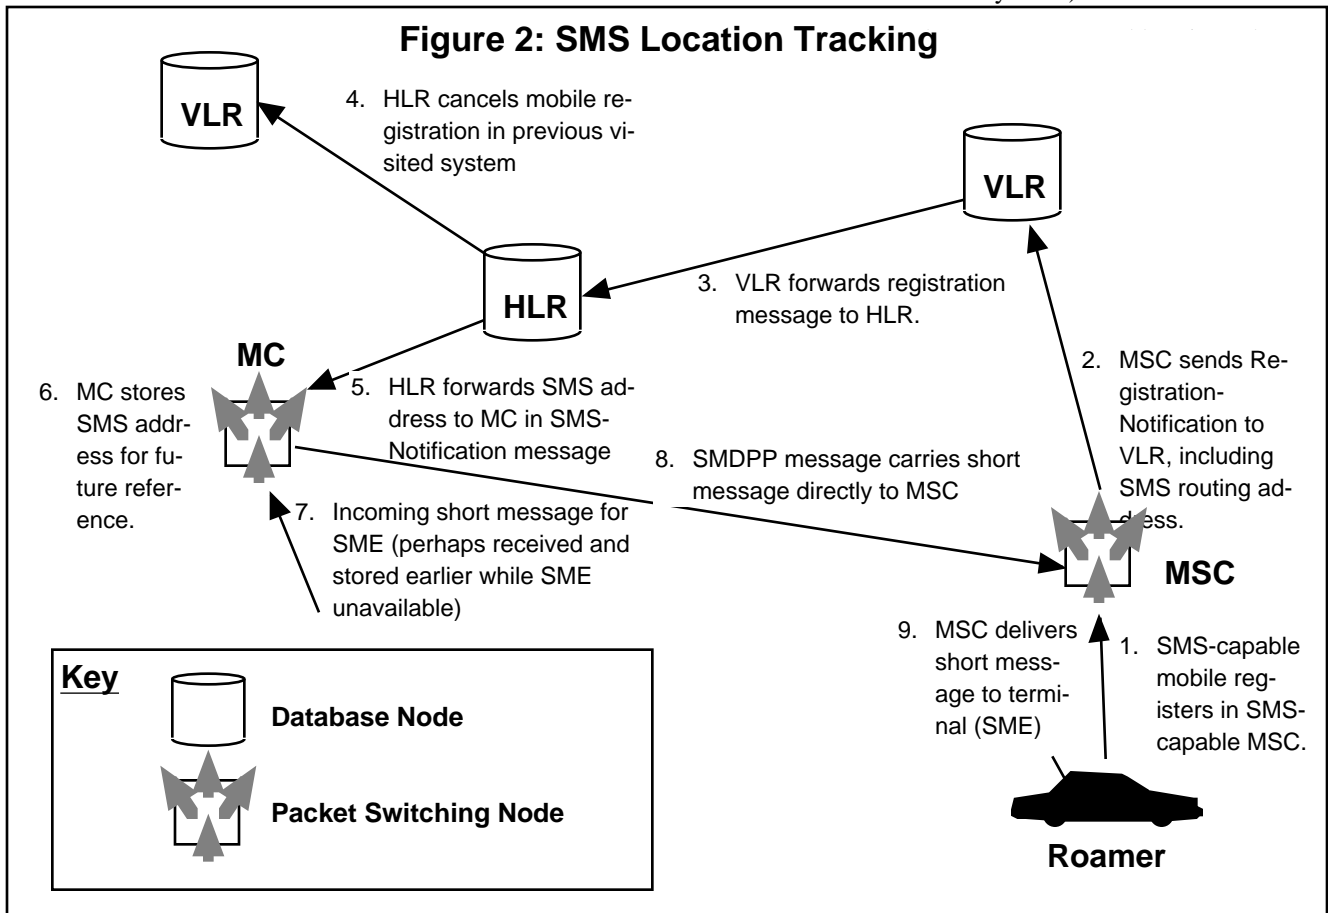 Figure 2: SMS Location Tracking
VLR
4. HLR cancels mobile re-
gistration in previous vi-
sited system
VLR
HLR
3. VLR forwards registration
message to HLR.
MC
6. MC stores
SMS addr-
ess for fu-
ture refer-
ence.
5. HLR forwards SMS ad-
dress to MC in SMS-
Notification message
2. MSC sends Re-
gistration-
Notification to
VLR, including
SMS routing ad-
dress.
8. SMDPP message carries short
message directly to MSC
7. Incoming short message for
SME (perhaps received and
stored earlier while SME
unavailable)
MSC
9. MSC delivers
short mess-
age to termi-
nal (SME)
1. SMS-capable
mobile reg-
isters in SMS-
capable MSC.
Roamer
Key
Database Node
Packet Switching Node